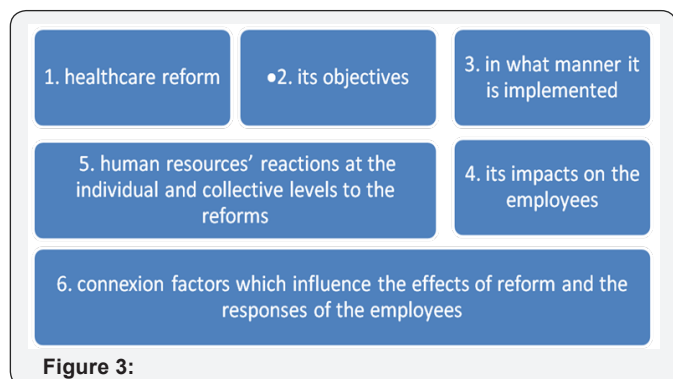 1. healthcare reform
•2. its objectives
3. in what manner it
is implemented
5. human resources' reactions at the
individual and collective levels to the
reforms
4. its impacts on the
employees
6. connexion factors which influence the effects of reform and the
responses of the employees
Figure 3: